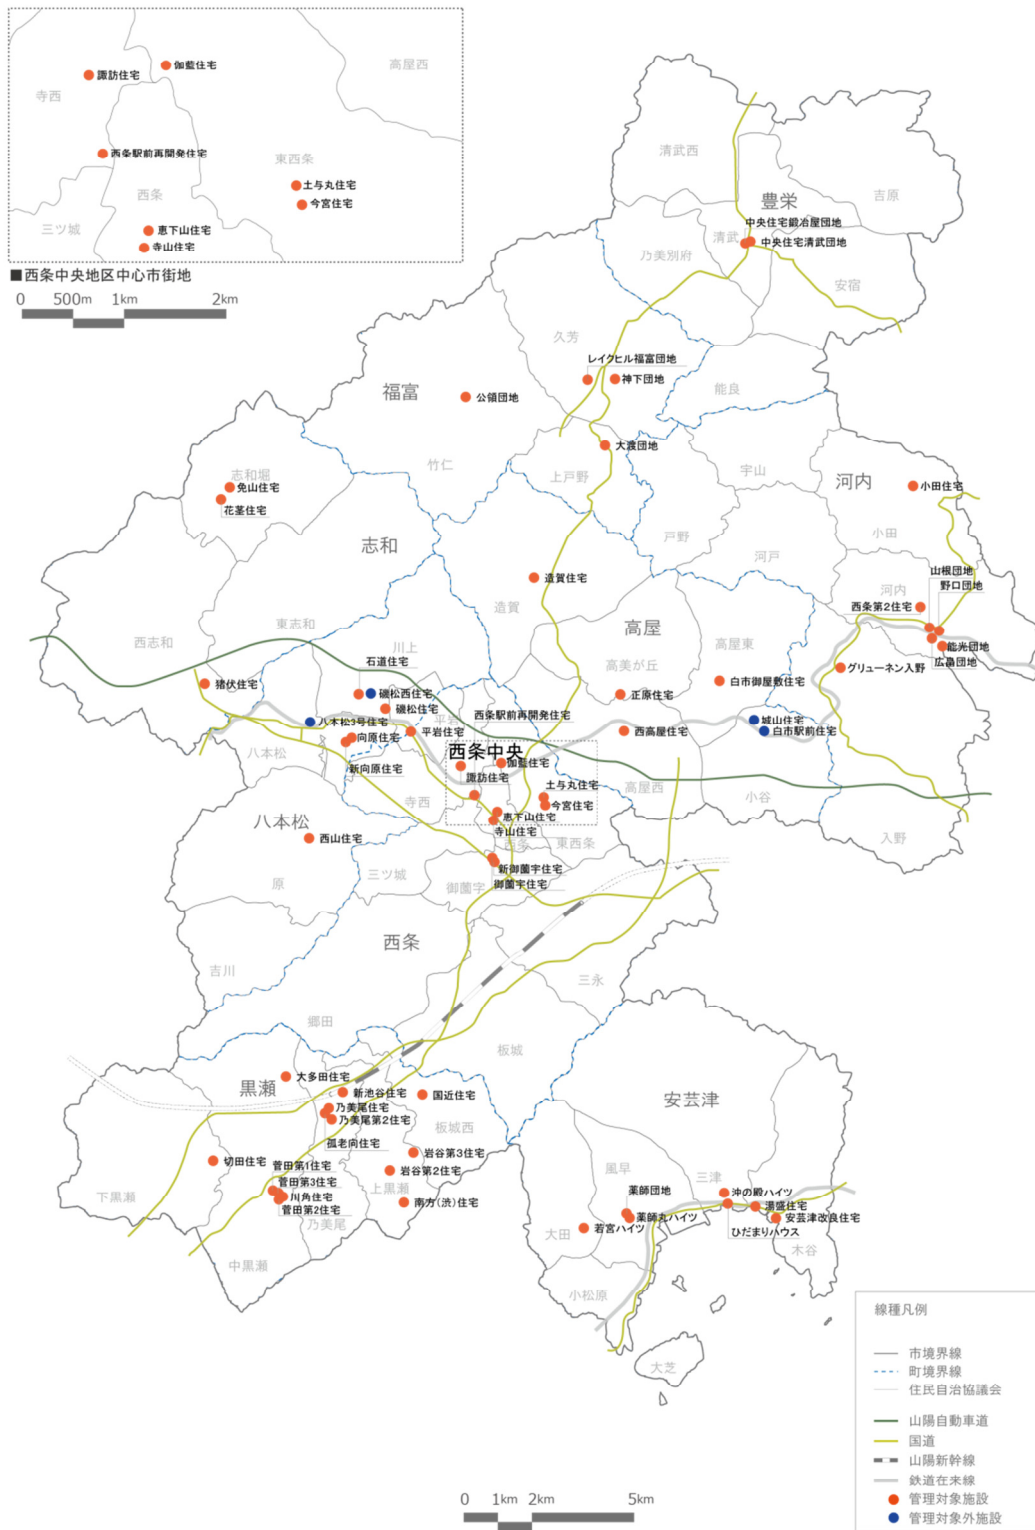 高屋西
伽藍住宅
諏訪住宅
寺西
西条駅前再開発住宅
東西条
土与丸住宅
西条
今宮住宅
三ツ城
恵下山住宅
寺山住宅
■西条中央地区中心市街地
0 500m 1km 2km
清武西
豊栄
吉原
中央住宅鍛冶屋団地
清武
中央住宅清武団地
乃美別府
安宿
久芳
レイクヒル福富団地
神下団地
能良
福富
公領団地
大渡団地
竹仁
上戸野
宇山
志和堀
免山住宅
花茎住宅
河内
小田住宅
小田
戸野
河戸
志和
造賀住宅
造賀
山根団地
野口団地
河内
西条第2住宅
東志和
西志和
高屋
高屋東
川上
石道住宅
高美が丘
能光団地
広島団地
グリューネン入野
猪伏住宅
磯松西住宅
磯松住宅
正原住宅
白市御屋敷住宅
八本松3号住宅
平岩
西条駅前再開発住宅
城山住宅
向原住宅
平岩住宅
西高屋住宅
白市駅前住宅
八本松
新向原住宅
西条中央
伽藍住宅
諏訪住宅
土与丸住宅
高屋西
小谷
今宮住宅
寺西
恵下山住宅
寺山住宅
八本松
西山住宅
西条
東西条
入野
原
三ツ城
新御薗宇住宅
御薗宇
御薗宇住宅
西条
吉川
三永
郷田
板城
大多田住宅
黒瀬
新池谷住宅
国近住宅
安芸津
乃美尾住宅
乃美尾第2住宅
板城西
孤老向住宅
岩谷第3住宅
切田住宅
菅田第1住宅
岩谷第2住宅
風早
三津
菅田第3住宅
上黒瀬
下黒瀬
川角住宅
南方(渋)住宅
薬師団地
沖の殿ハイツ
菅田第2住宅
湯盛住宅
乃美尾
薬師丸ハイツ
安芸津改良住宅
若宮ハイツ
大田
ひだまりハウス
木谷
中黒瀬
小松原
大芝
線種凡例
市境界線
町境界線
住民自治協議会
山陽自動車道
国道
山陽新幹線
鉄道在来線
管理対象施設
管理対象外施設
0 1km 2km 5km